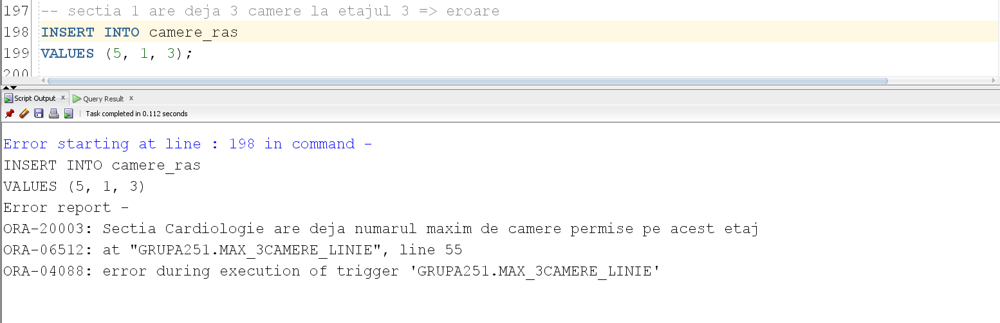 197 -- sectia 1 are deja 3 camere la etajul 3 => eroare
198 INSERT INTO camere_ras
199 VALUES (5, 1, 3);
200
Script Output x Query Result x
Task completed in 0.112 seconds
Error starting at line : 198 in command -
INSERT INTO camere_ras
VALUES (5, 1, 3)
Error report -
ORA-20003: Sectia Cardiologie are deja numarul maxim de camere permise pe acest etaj
ORA-06512: at "GRUPA251.MAX_3CAMERE_LINIE", line 55
ORA-04088: error during execution of trigger 'GRUPA251.MAX_3CAMERE_LINIE'